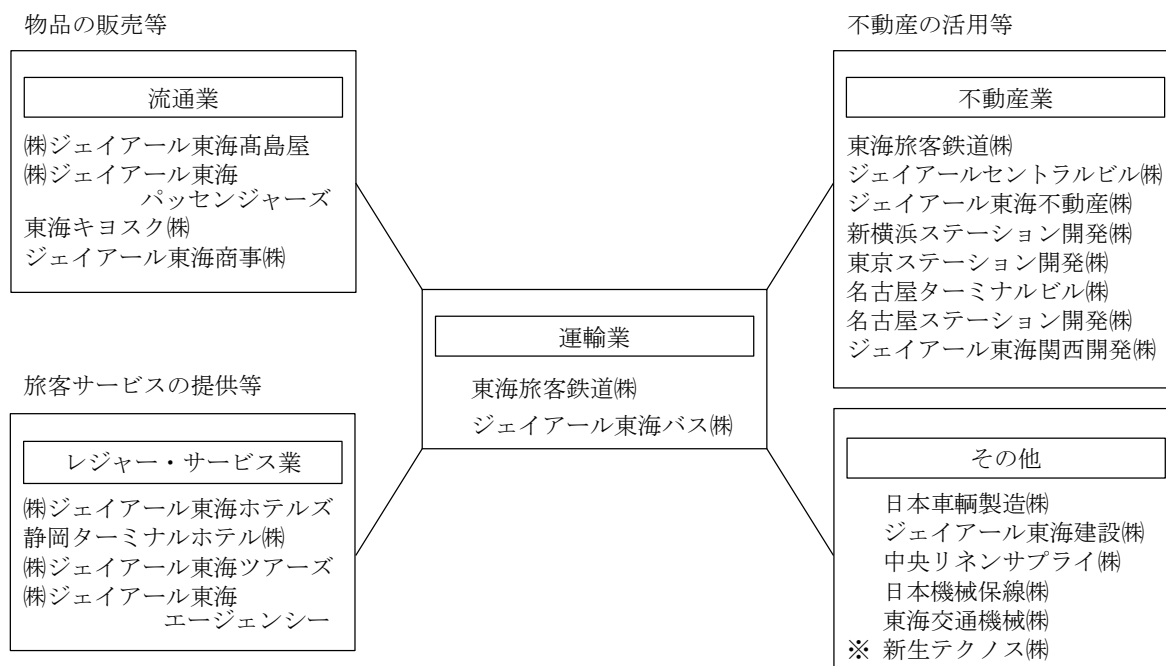 物品の販売等
流通業
㈱ジェイアール東海髙島屋
㈱ジェイアール東海
パッセンジャーズ
東海キヨスク㈱
ジェイアール東海商事㈱
旅客サービスの提供等
レジャー・サービス業
㈱ジェイアール東海ホテルズ
静岡ターミナルホテル㈱
㈱ジェイアール東海ツアーズ
㈱ジェイアール東海
エージェンシー
運輸業
東海旅客鉄道㈱
ジェイアール東海バス㈱
不動産の活用等
不動産業
東海旅客鉄道㈱
ジェイアールセントラルビル㈱
ジェイアール東海不動産㈱
新横浜ステーション開発㈱
東京ステーション開発㈱
名古屋ターミナルビル㈱
名古屋ステーション開発㈱
ジェイアール東海関西開発㈱
その他
日本車輌製造㈱
ジェイアール東海建設㈱
中央リネンサプライ㈱
日本機械保線㈱
東海交通機械㈱
※ 新生テクノス㈱